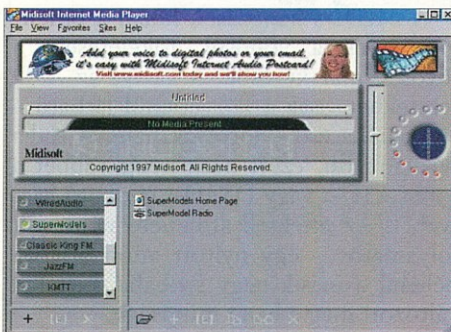 Midisoft Internet Media Player
File View Favorites Sites Help
Add your voice to digital photos or your email,
it's easy with Midisoft Internet Audio Postcard!
Visit www.midisoft.com today and we'll show you how!
Untitled
No Media Present
Midisoft
Copyright 1997 Midisoft. All Rights Reserved.
WiredAudio
SuperModels
Classic King FM
JazzFM
KMTT
SuperModels Home Page
SuperModel Radio